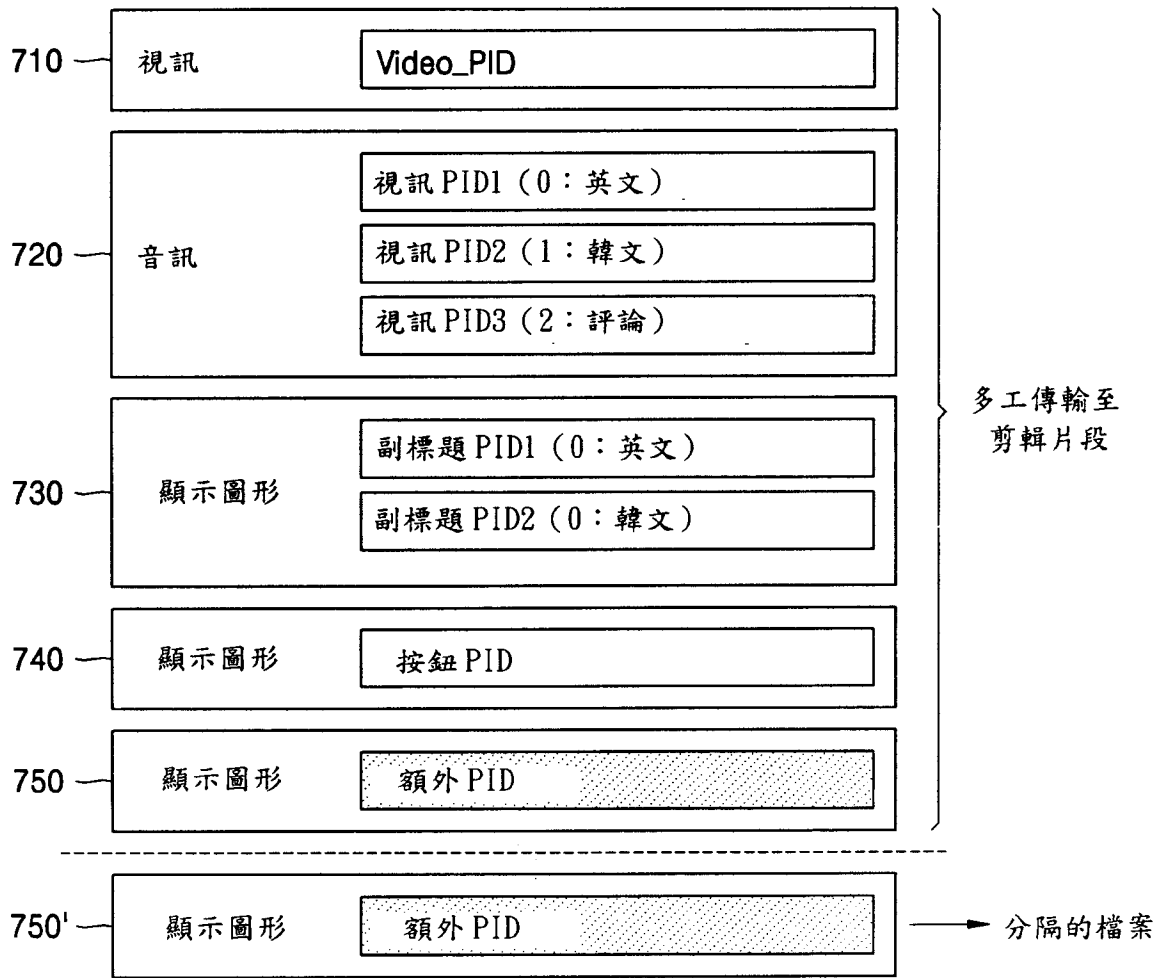 710
視訊
Video_PID
720
音訊
視訊 PID1（0：英文）
視訊 PID2（1：韓文）
視訊 PID3（2：評論）
730
顯示圖形
副標題 PID1（0：英文）
副標題 PID2（0：韓文）
740
顯示圖形
按鈕 PID
750
顯示圖形
額外 PID
多工傳輸至
剪輯片段
750'
顯示圖形
額外 PID
分隔的檔案